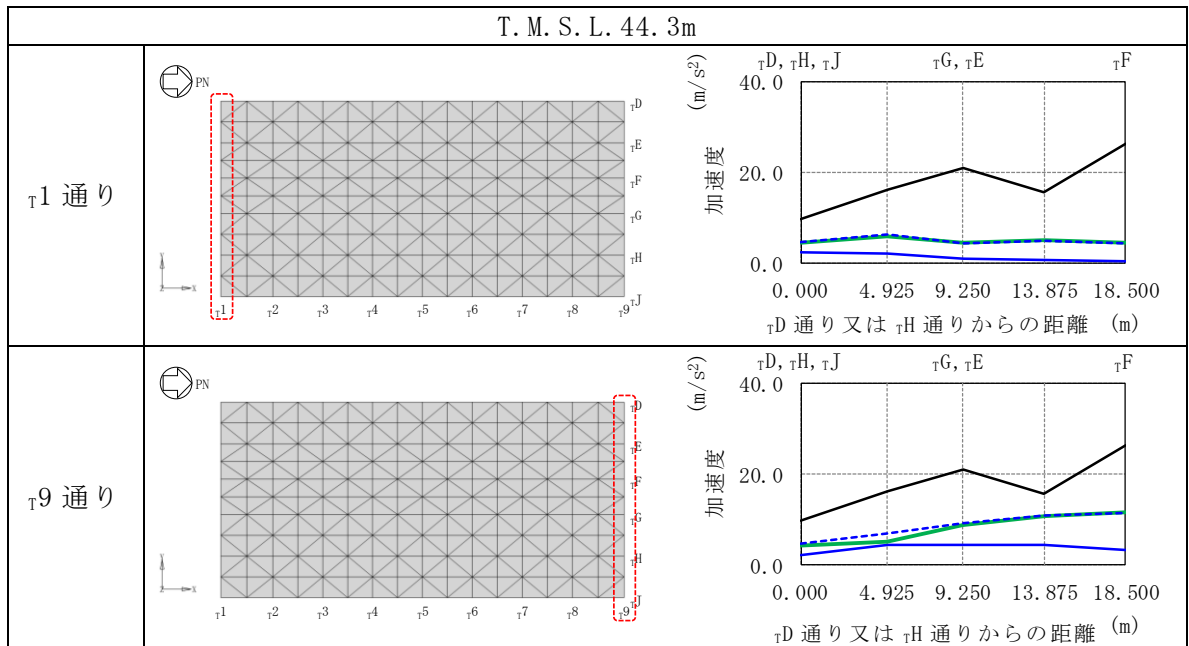 T.M.S.L.44.3m
T1 通り
PN
TD
TE
TF
TG
TH
TJ
T1 T2 T3 T4 T5 T6 T7 T8 T9
Y
Z X
(m/s2)
加速度
TD, TH, TJ TG, TE TF
40.0
20.0
0.0
0.000 4.925 9.250 13.875 18.500
TD 通り又は TH 通りからの距離 (m)
T9 通り
PN
TD
TE
TF
TG
TH
TJ
T1 T2 T3 T4 T5 T6 T7 T8 T9
Y
Z X
(m/s2)
加速度
TD, TH, TJ TG, TE TF
40.0
20.0
0.0
0.000 4.925 9.250 13.875 18.500
TD 通り又は TH 通りからの距離 (m)